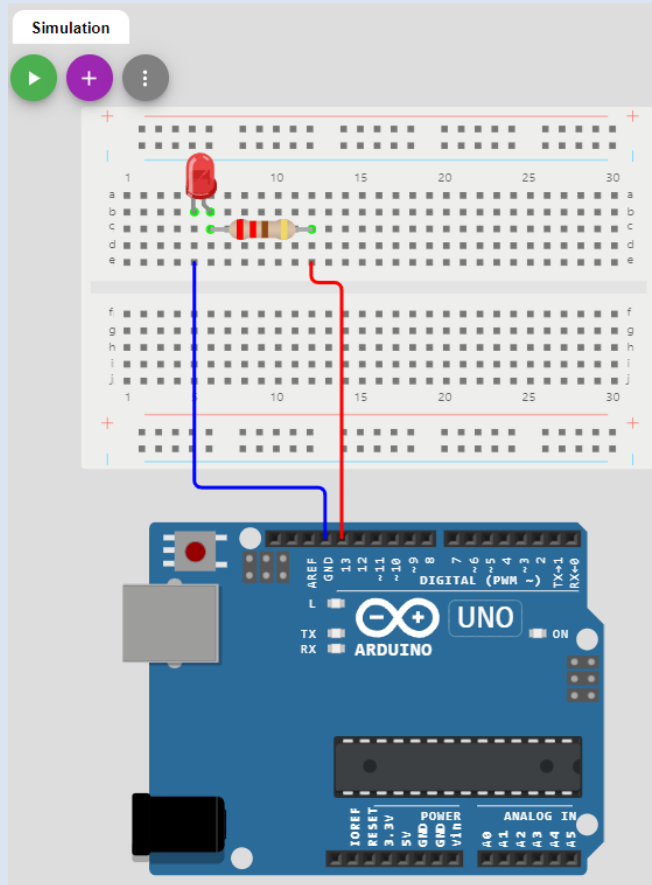 Simulation
+ +
| |
1 10 15 20 25 30
a a
b b
c c
d d
e e
f f
g g
h h
i i
j j
1 10 15 20 25 30
+ +
| |
AREF
GND
13
12
~11
~10
~9
8
7
~6
~5
4
~3
2
TX→1
RX←0
DIGITAL (PWM ~)
L
TX
RX
UNO
ON
ARDUINO
IOREF
RESET
3.3V
5V
GND
GND
Vin
POWER
ANALOG IN
A0
A1
A2
A3
A4
A5